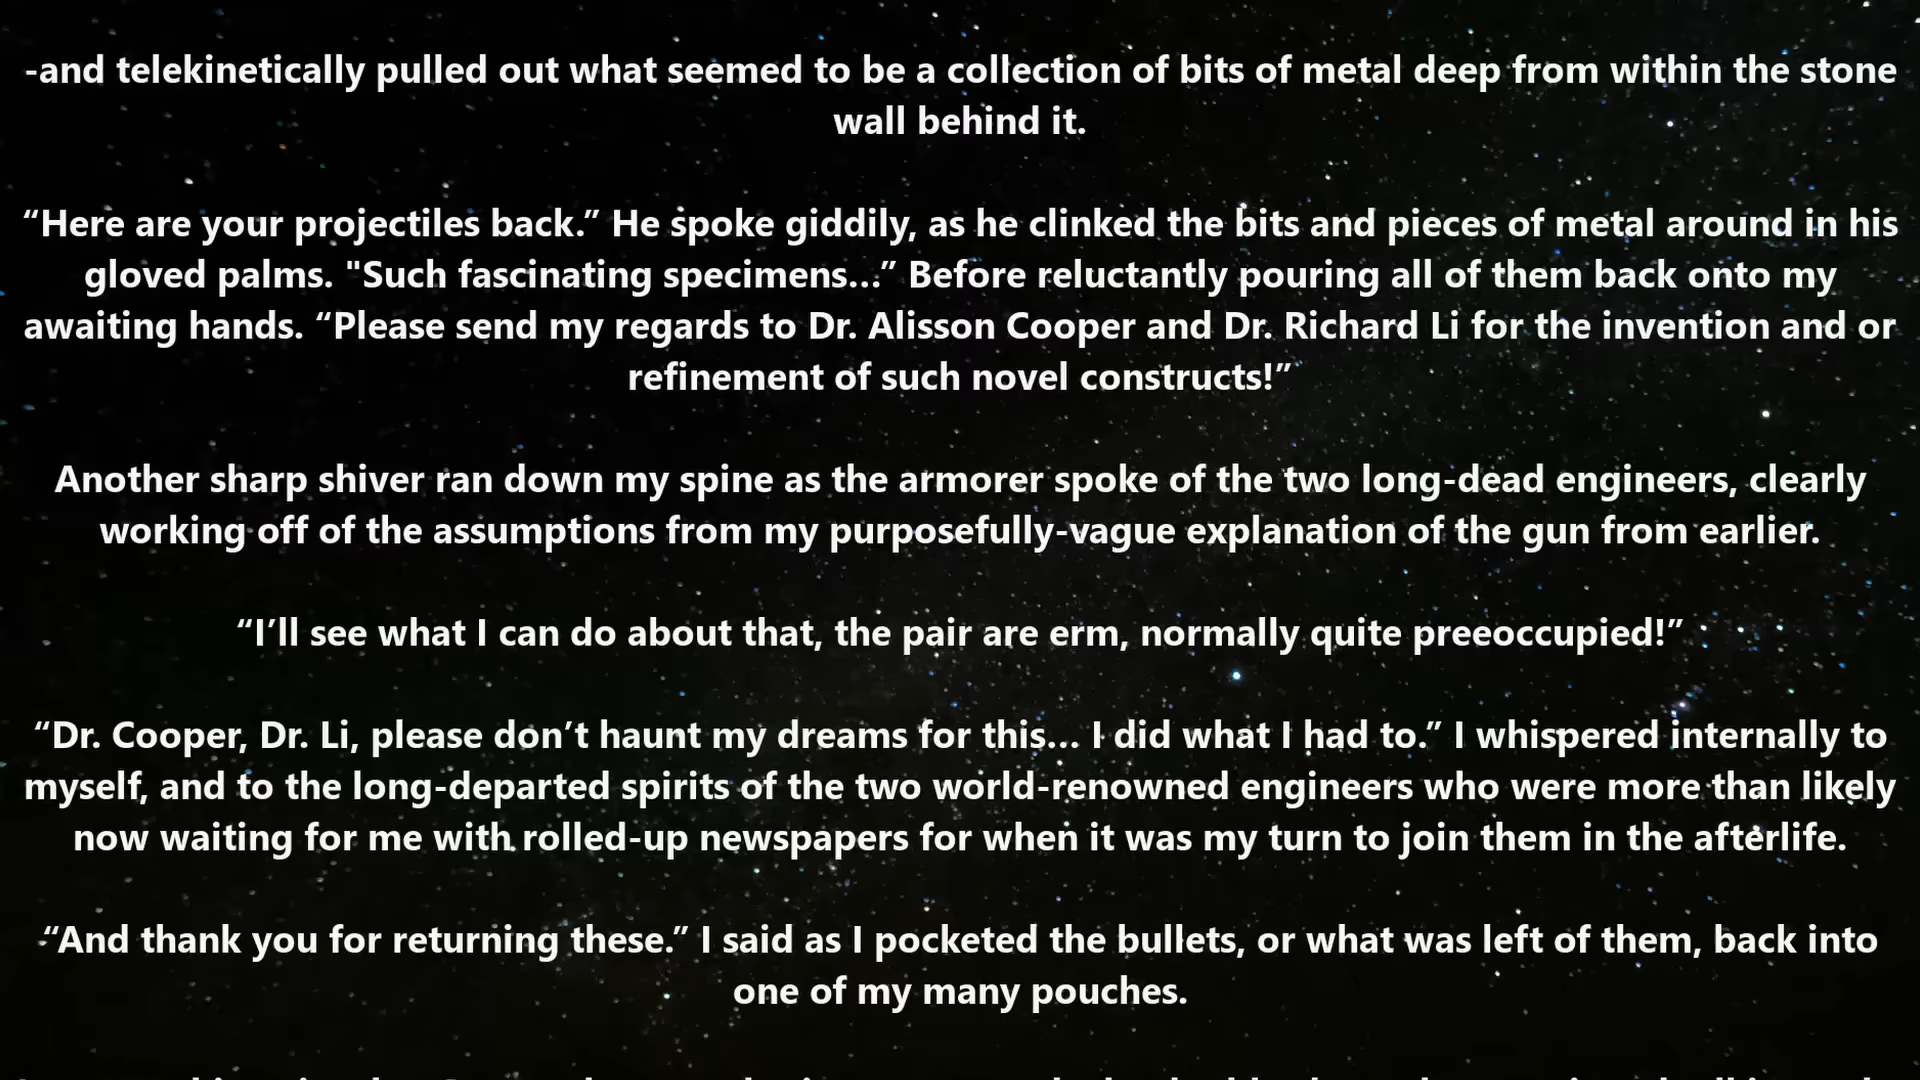 -and telekinetically pulled out what seemed to be a collection of bits of metal deep from within the stone
wall behind it.
“Here are your projectiles back.” He spoke giddily, as he clinked the bits and pieces of metal around in his
gloved palms. "Such fascinating specimens…” Before reluctantly pouring all of them back onto my
awaiting hands. “Please send my regards to Dr. Alisson Cooper and Dr. Richard Li for the invention and or
refinement of such novel constructs!”
Another sharp shiver ran down my spine as the armorer spoke of the two long-dead engineers, clearly
working off of the assumptions from my purposefully-vague explanation of the gun from earlier.
“I’ll see what I can do about that, the pair are erm, normally quite preeoccupied!”
“Dr. Cooper, Dr. Li, please don’t haunt my dreams for this… I did what I had to.” I whispered internally to
myself, and to the long-departed spirits of the two world-renowned engineers who were more than likely
now waiting for me with rolled-up newspapers for when it was my turn to join them in the afterlife.
“And thank you for returning these.” I said as I pocketed the bullets, or what was left of them, back into
one of my many pouches.